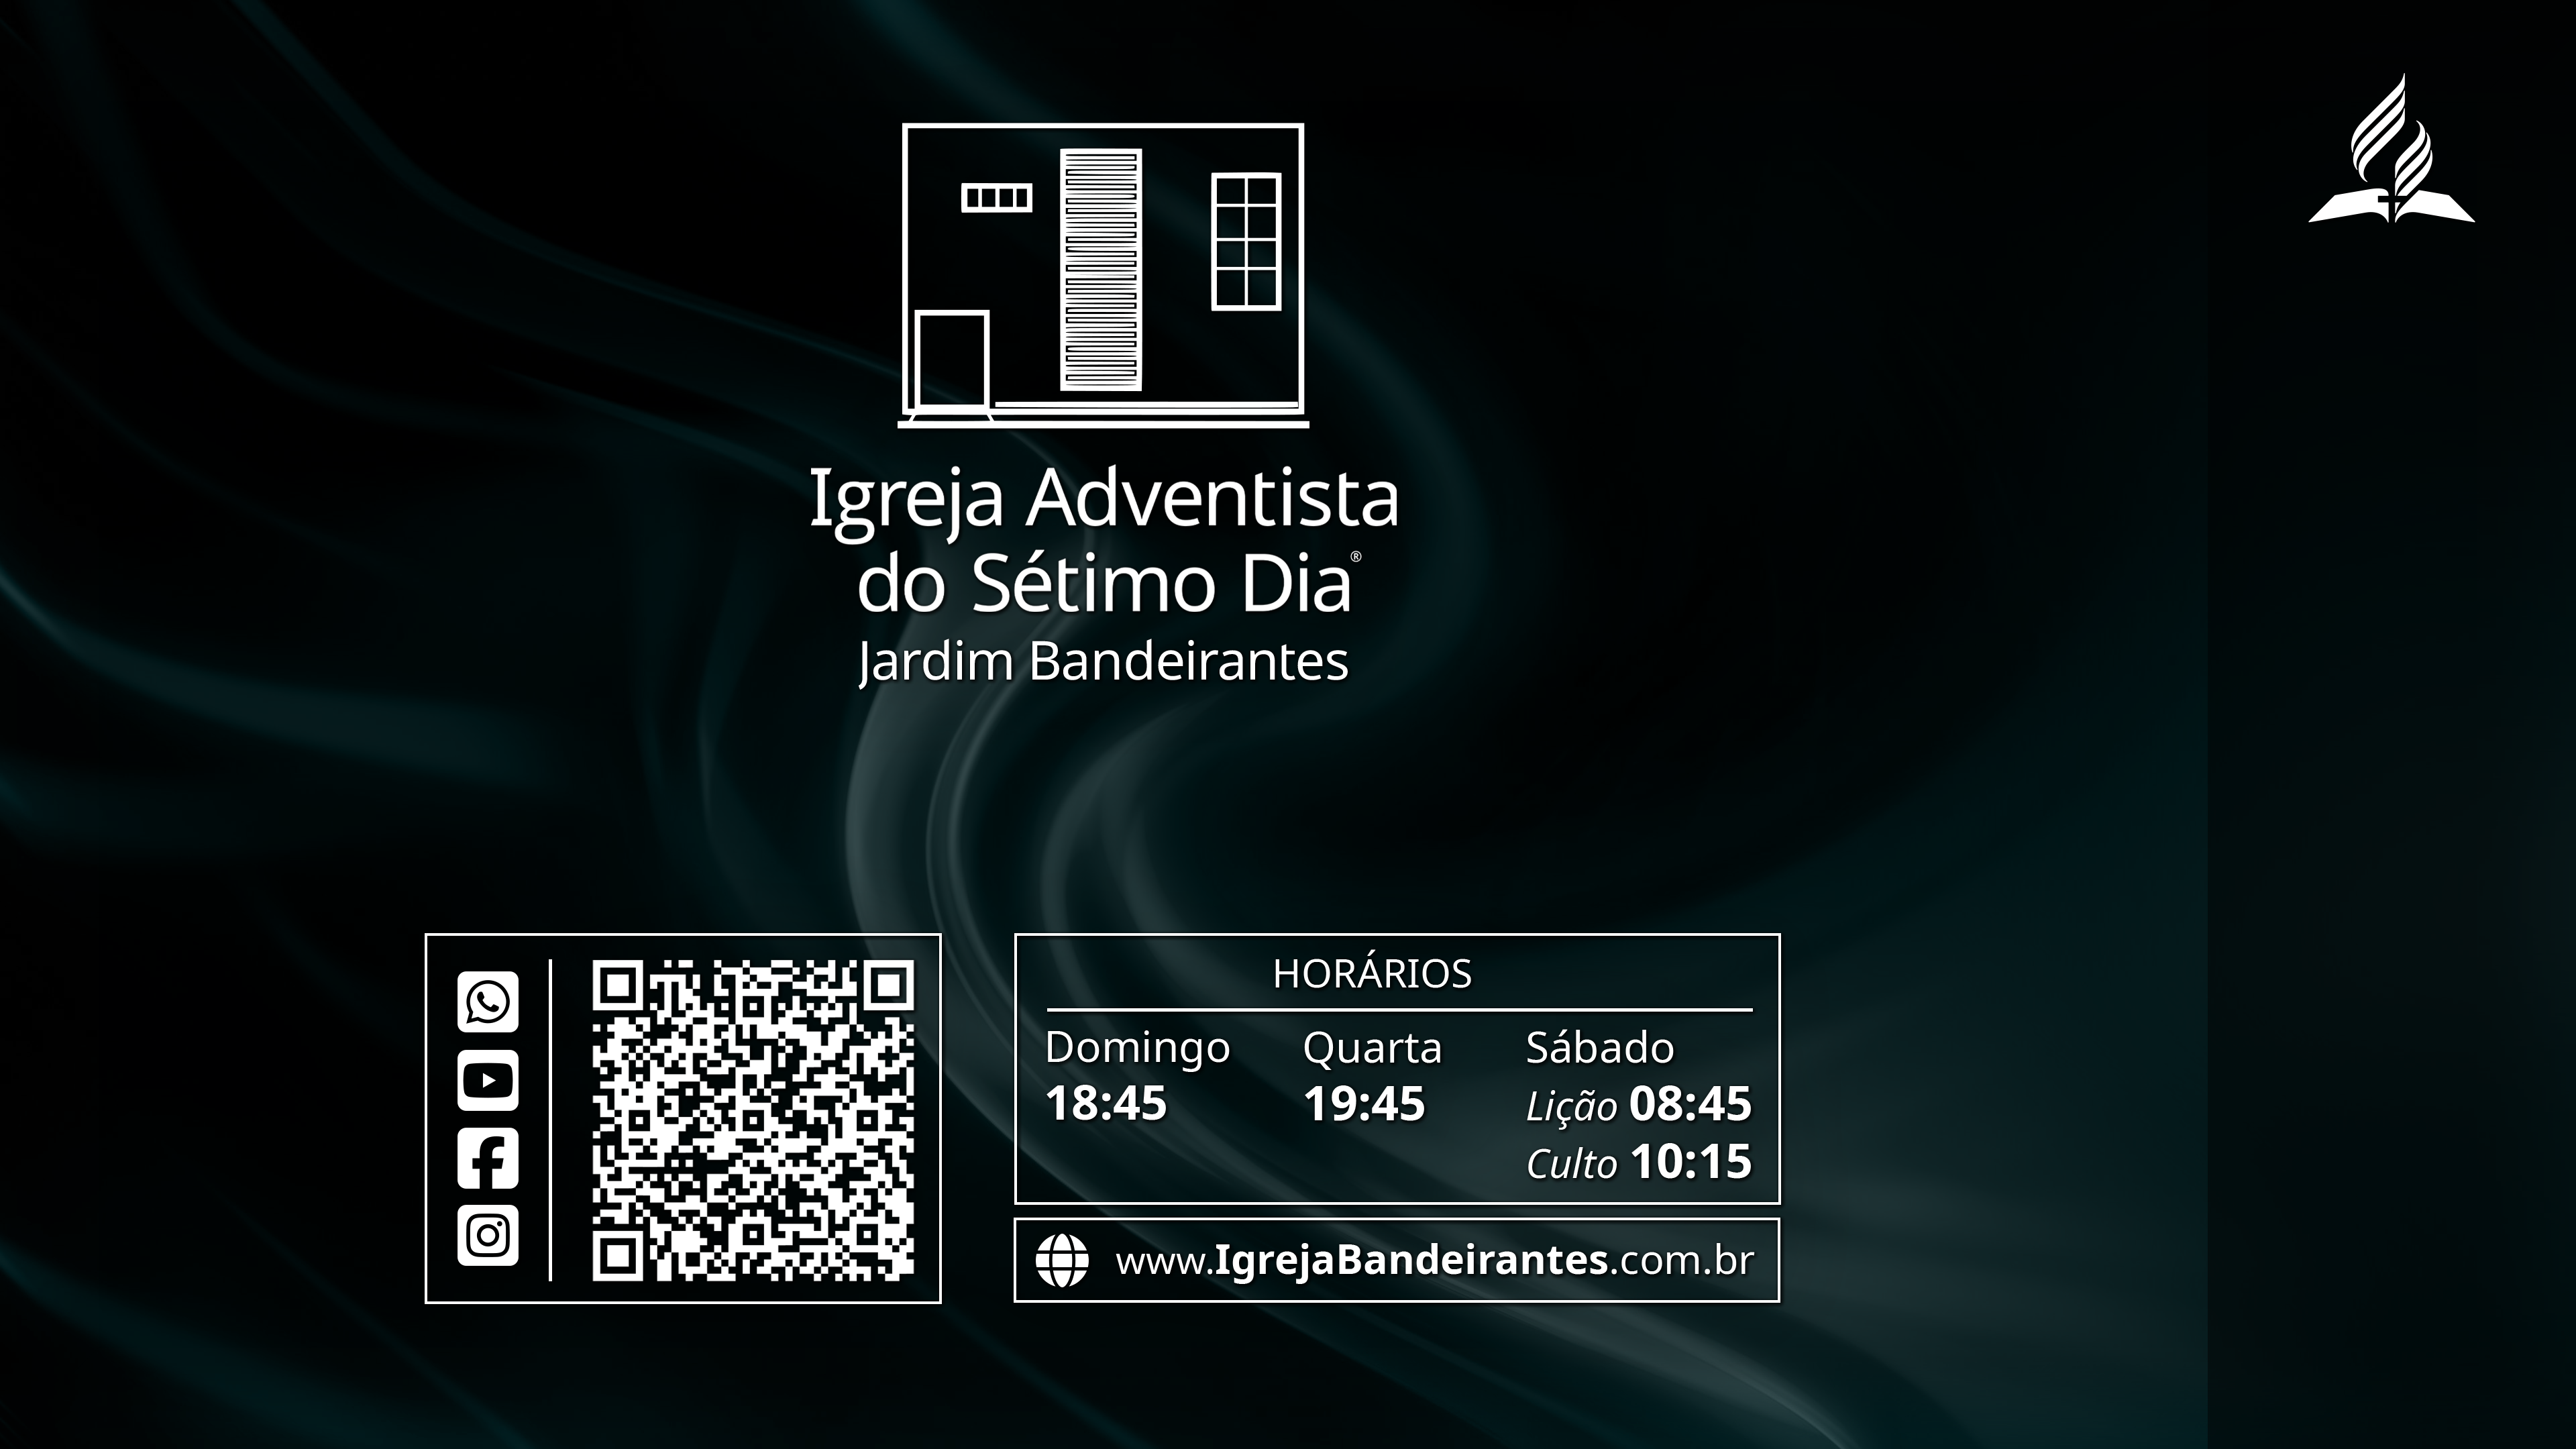 Igreja Adventista
do Sétimo Dia®
Jardim Bandeirantes
HORÁRIOS
Domingo
18:45
Quarta
19:45
Sábado
Lição 08:45
Culto 10:15
www.IgrejaBandeirantes.com.br